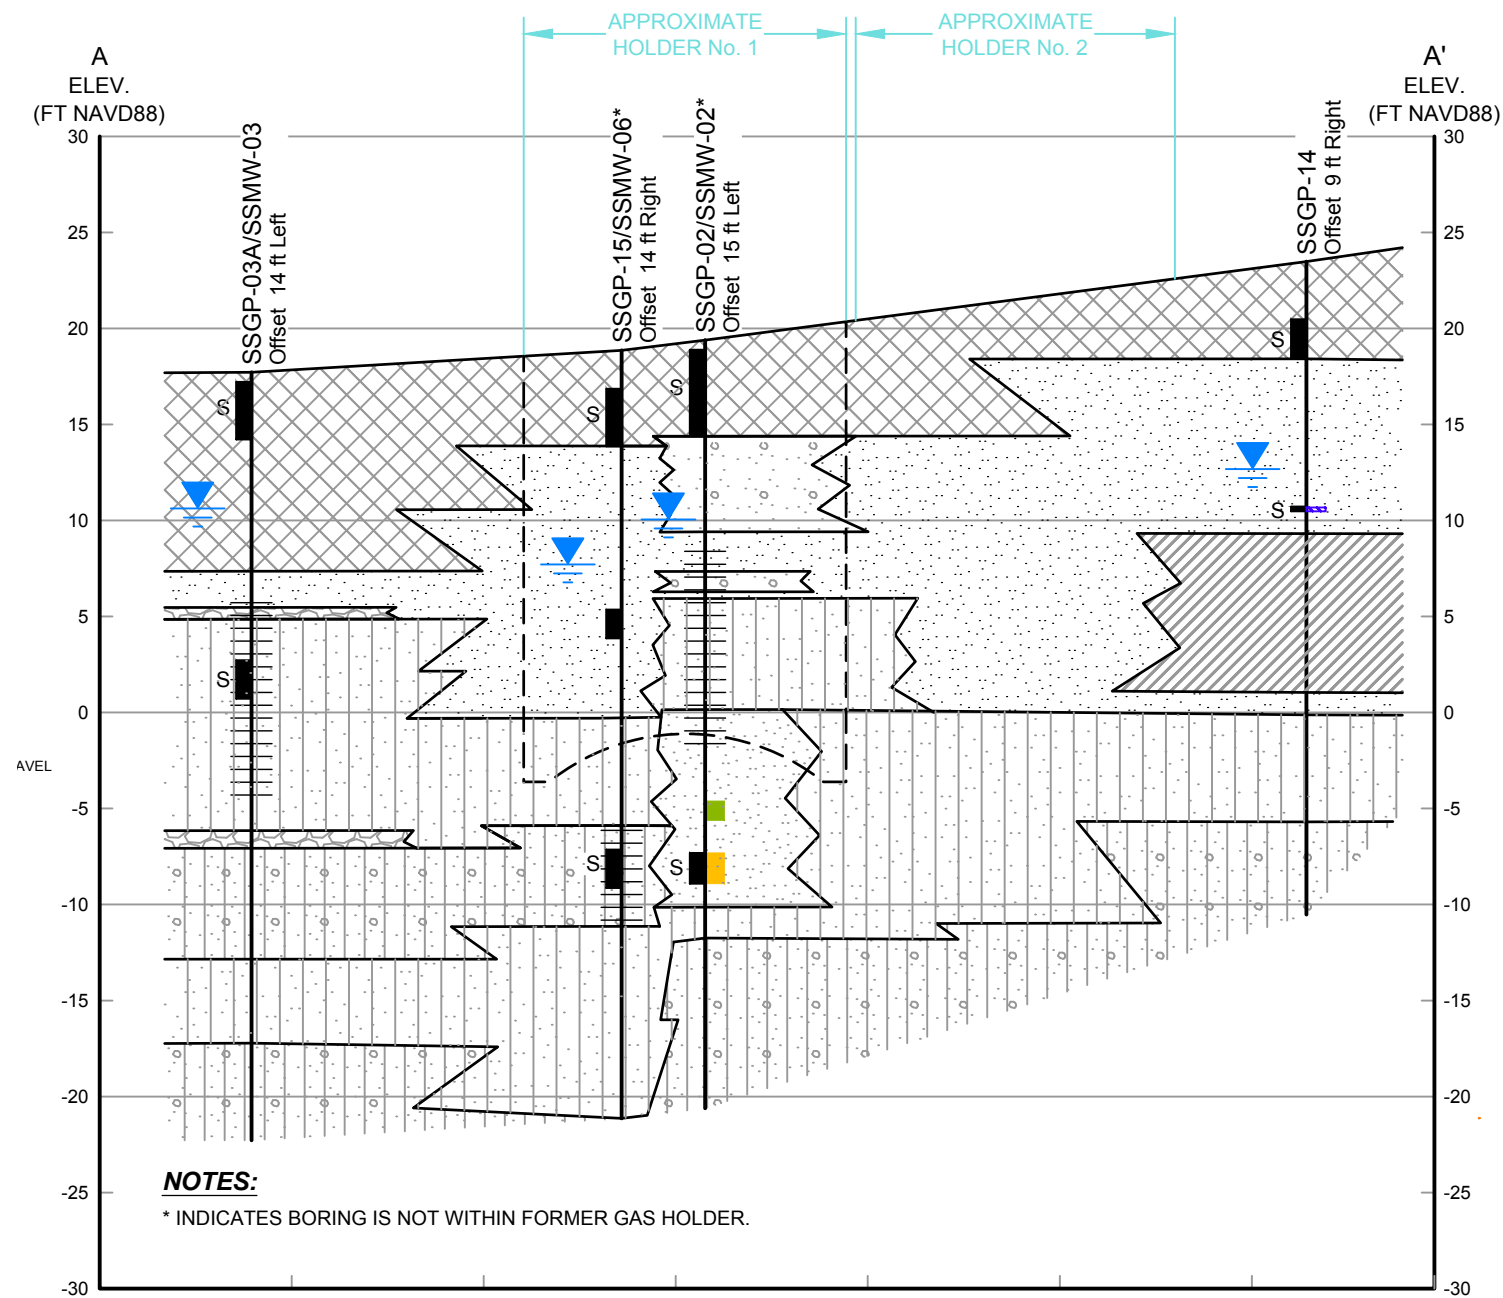 APPROXIMATE
HOLDER No. 1
APPROXIMATE
HOLDER No. 2
A
ELEV.
(FT NAVD88)
A'
ELEV.
(FT NAVD88)
SSGP-03A/SSMW-03
Offset 14 ft Left
SSGP-15/SSMW-06*
Offset 14 ft Right
SSGP-02/SSMW-02*
Offset 15 ft Left
SSGP-14
Offset 9 ft Right
30
25
20
15
10
5
0
-5
-10
-15
-20
-25
-30
30
25
20
15
10
5
0
-5
-10
-15
-20
-25
-30
S
S
S
S
S
S
S
S
AVEL
NOTES:
* INDICATES BORING IS NOT WITHIN FORMER GAS HOLDER.